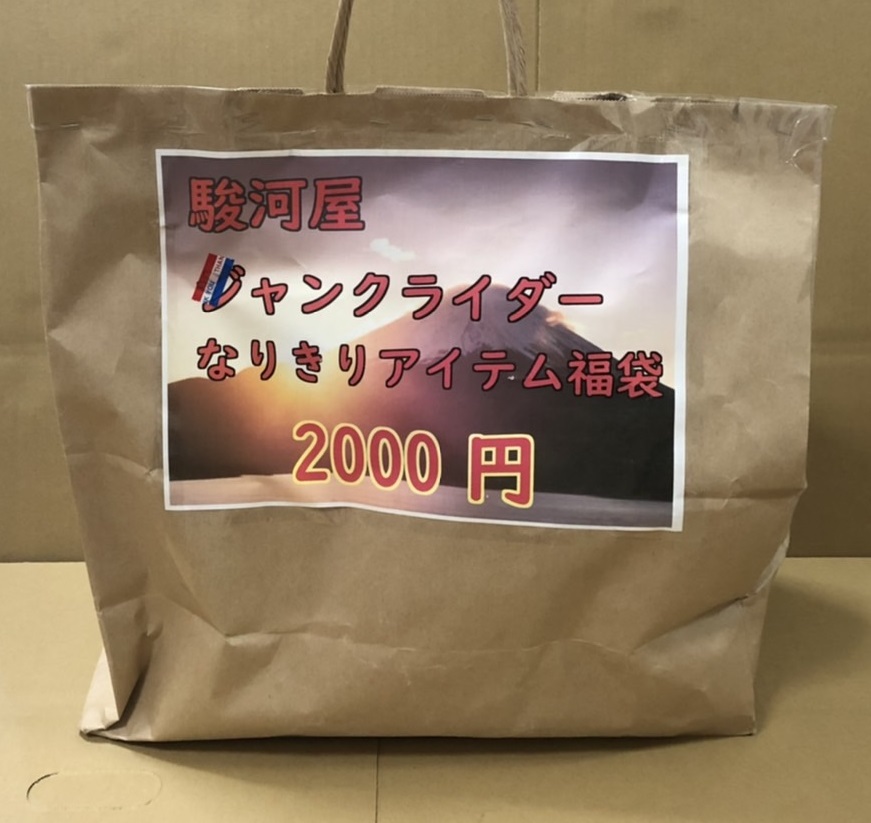 駿河屋
ジャンクライダー
なりきりアイテム福袋
2000 円